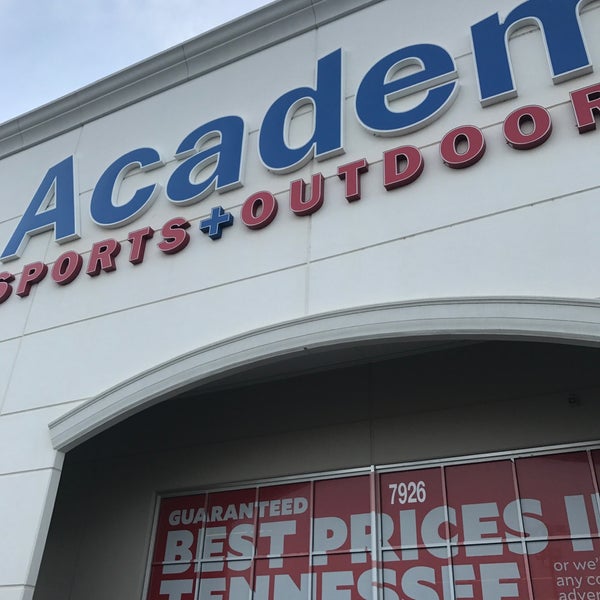 Academ
SPORTS+OUTDOOR
7926
GUARANTEED
BEST PRICES I
TENNESSEE
or we'
any co
adver